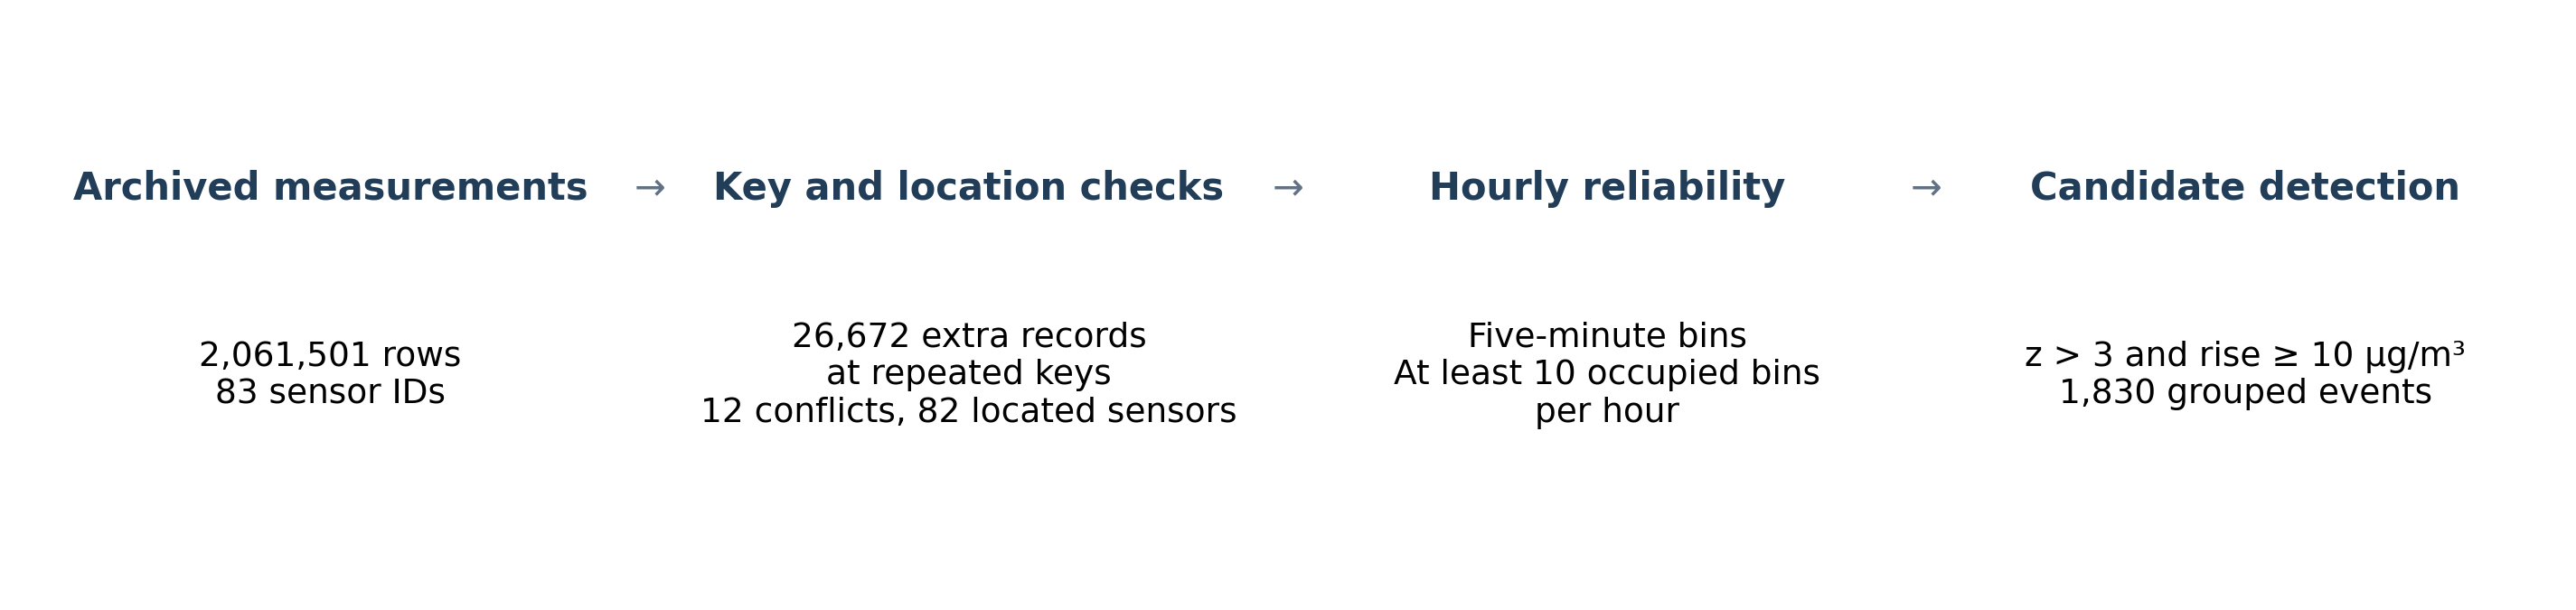 Archived measurements → Key and location checks → Hourly reliability → Candidate detection
2,061,501 rows
83 sensor IDs
26,672 extra records
at repeated keys
12 conflicts, 82 located sensors
Five-minute bins
At least 10 occupied bins
per hour
z > 3 and rise ≥ 10 µg/m³
1,830 grouped events